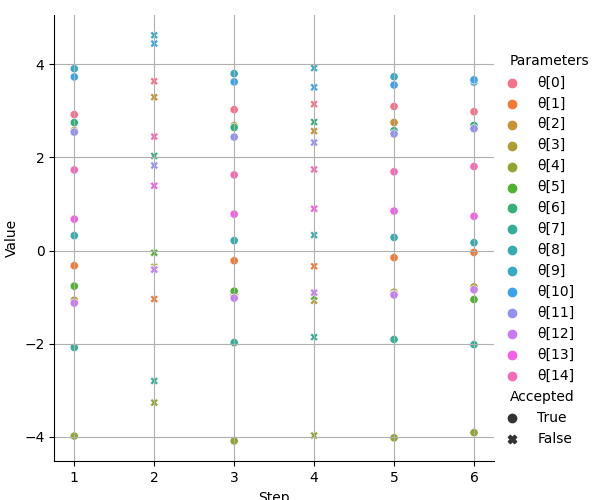 Parameters
θ[0]
θ[1]
θ[2]
θ[3]
θ[4]
θ[5]
θ[6]
θ[7]
θ[8]
θ[9]
θ[10]
θ[11]
θ[12]
θ[13]
θ[14]
Accepted
True
False
Value
4
2
0
−2
−4
1 2 3 4 5 6
Step